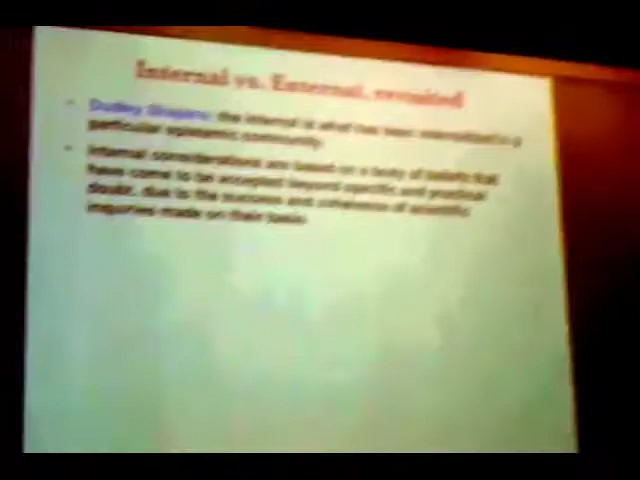 Internal vs. External, revisited
• Dudley Shapere: the internal is what has been internalized in a
particular epistemic community.
• Internal considerations are based on a body of beliefs that
have come to be accepted beyond specific and practical
doubt, due to the success and coherence of scientific
inquiries made on their basis